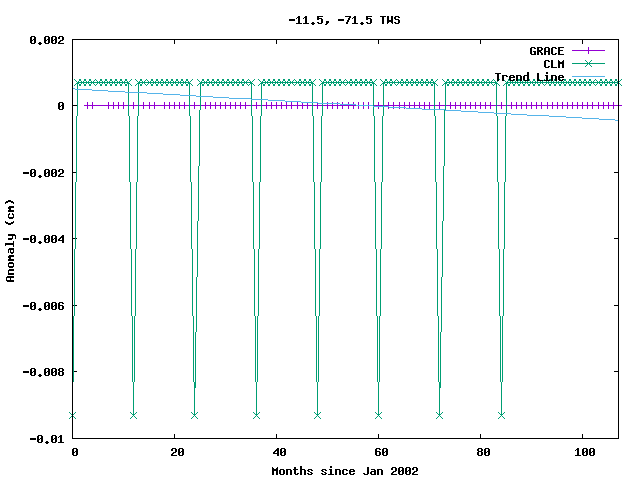 -11.5, -71.5 TWS
0.002
GRACE
CLM
Trend Line
0
-0.002
-0.004
-0.006
-0.008
-0.01
Anomaly (cm)
0 20 40 60 80 100
Months since Jan 2002